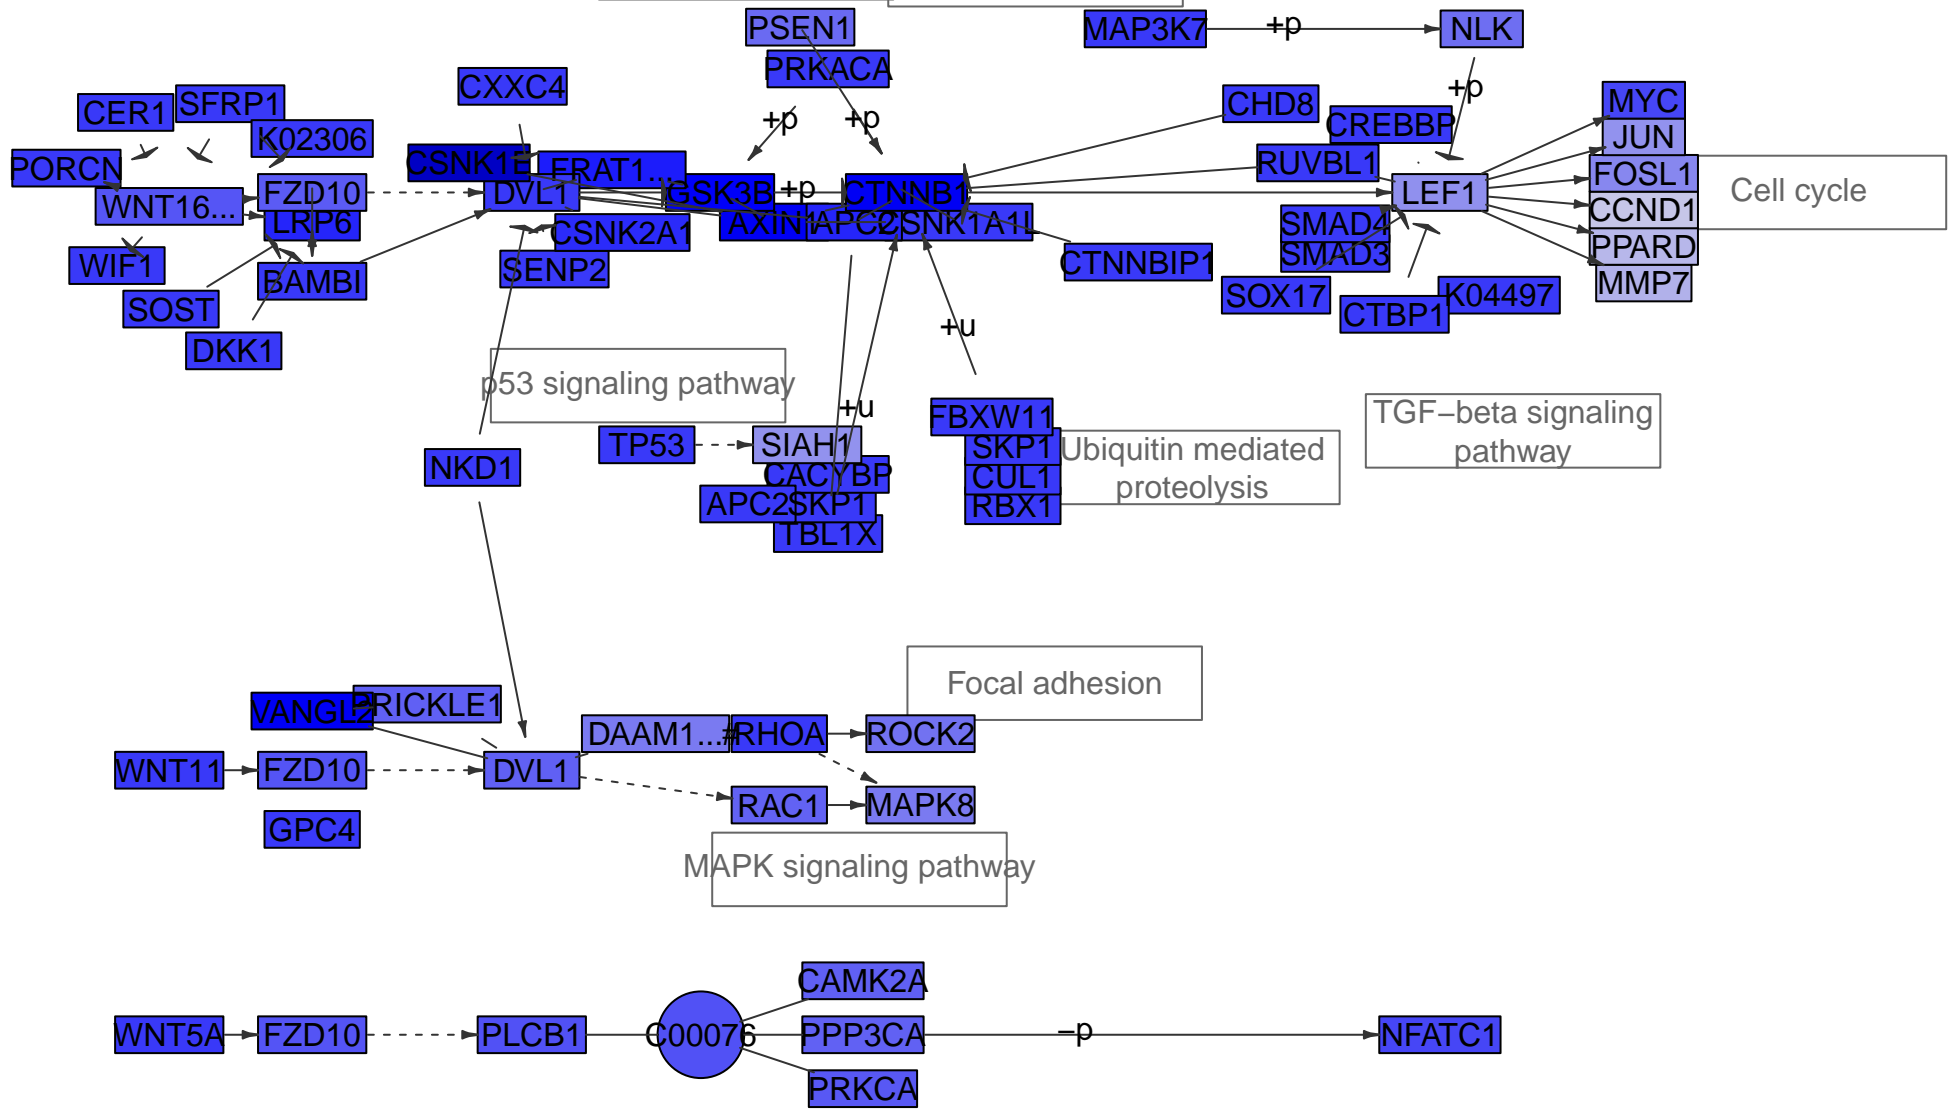 PSEN1
MAP3K7
+p
NLK
PRKACA
CXXC4
CER1
SFRP1
K02306
+p
+p
CHD8
CREBBP
+p
MYC
JUN
PORCN
CSNK1E
FRAT1...
RUVBL1
FOSL1
Cell cycle
WNT16...
FZD10
DVL1
GSK3B
+p
CTNNB1
LEF1
CCND1
LRP6
AXIN1
APC2
CSNK1A1L
SMAD4
PPARD
CSNK2A1
SMAD3
WIF1
BAMBI
SENP2
CTNNBIP1
MMP7
SOST
SOX17
K04497
CTBP1
DKK1
+u
p53 signaling pathway
+u
FBXW11
TGF−beta signaling
pathway
TP53
SIAH1
SKP1
Ubiquitin mediated
proteolysis
NKD1
CACYBP
CUL1
APC2
SKP1
RBX1
TBL1X
Focal adhesion
VANGL2
PRICKLE1
DAAM1...#
RHOA
ROCK2
WNT11
FZD10
DVL1
RAC1
MAPK8
GPC4
MAPK signaling pathway
CAMK2A
WNT5A
FZD10
PLCB1
C00076
PPP3CA
−p
NFATC1
PRKCA